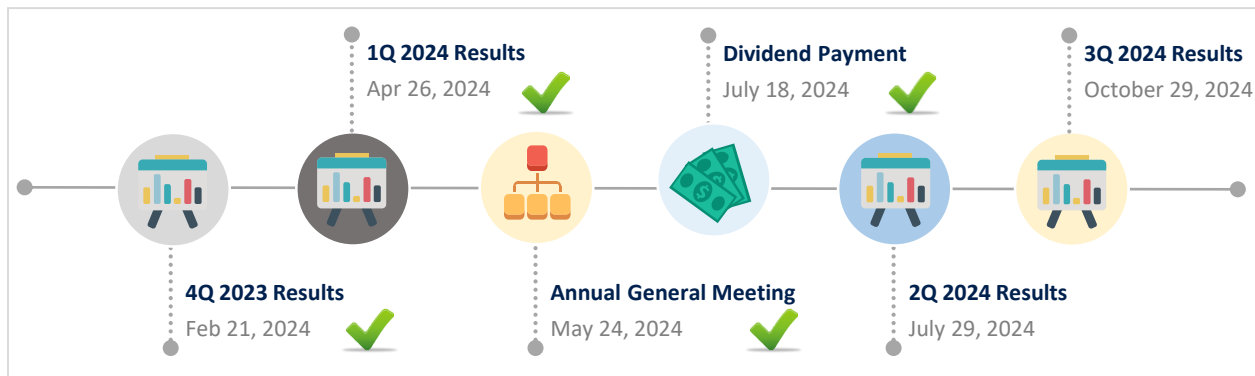 1Q 2024 Results
Apr 26, 2024
Dividend Payment
July 18, 2024
3Q 2024 Results
October 29, 2024
4Q 2023 Results
Feb 21, 2024
Annual General Meeting
May 24, 2024
2Q 2024 Results
July 29, 2024